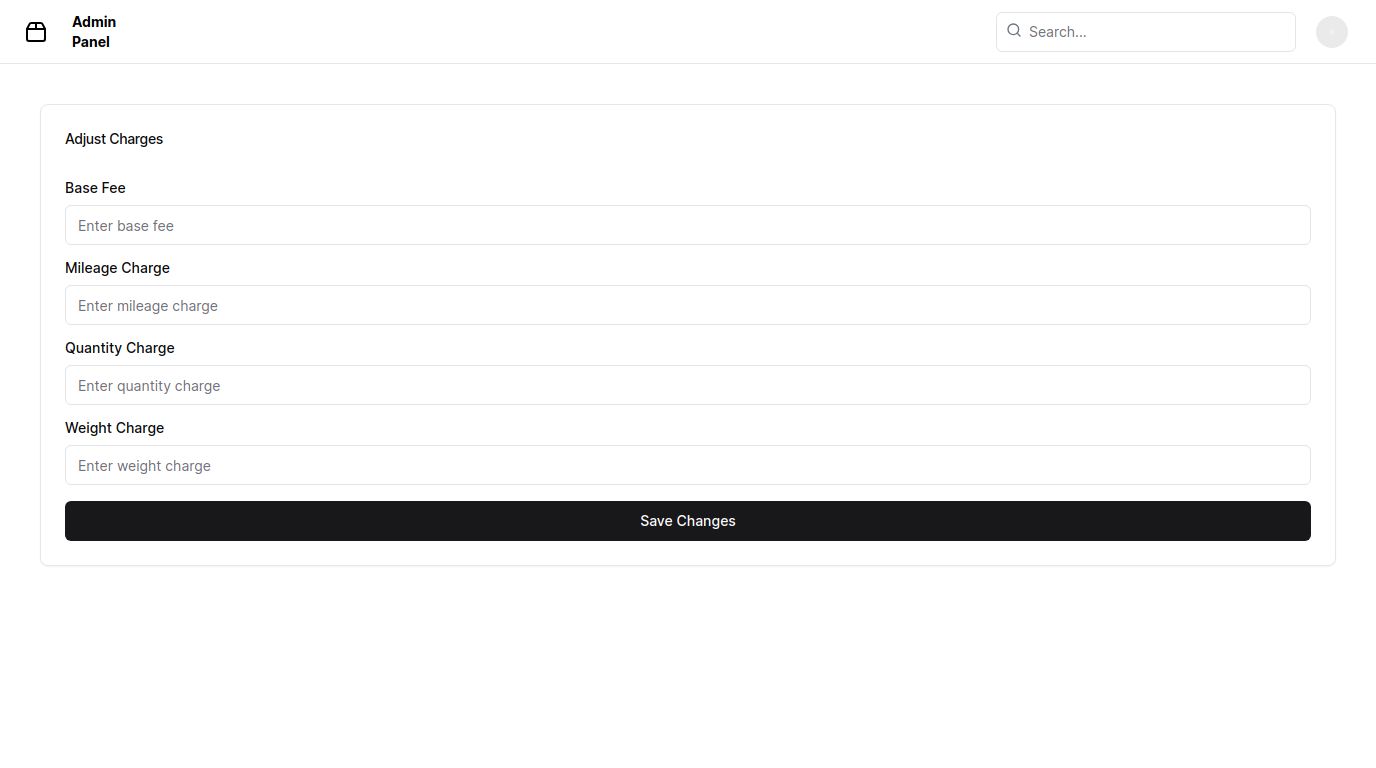 Admin
Panel
Search...
Adjust Charges
Base Fee
Enter base fee
Mileage Charge
Enter mileage charge
Quantity Charge
Enter quantity charge
Weight Charge
Enter weight charge
Save Changes